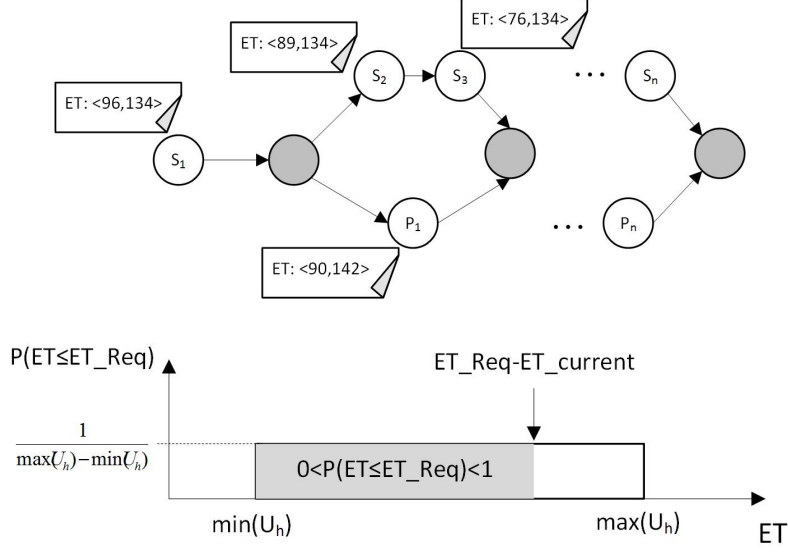 ET: <76,134>
ET: <89,134>
ET: <96,134>
S₂
S₃
...
Sₙ
S₁
P₁
...
Pₙ
ET: <90,142>
P(ET≤ET_Req)
ET_Req-ET_current
1
max(Uₕ)−min(Uₕ)
0<P(ET≤ET_Req)<1
min(Uₕ)
max(Uₕ)
ET